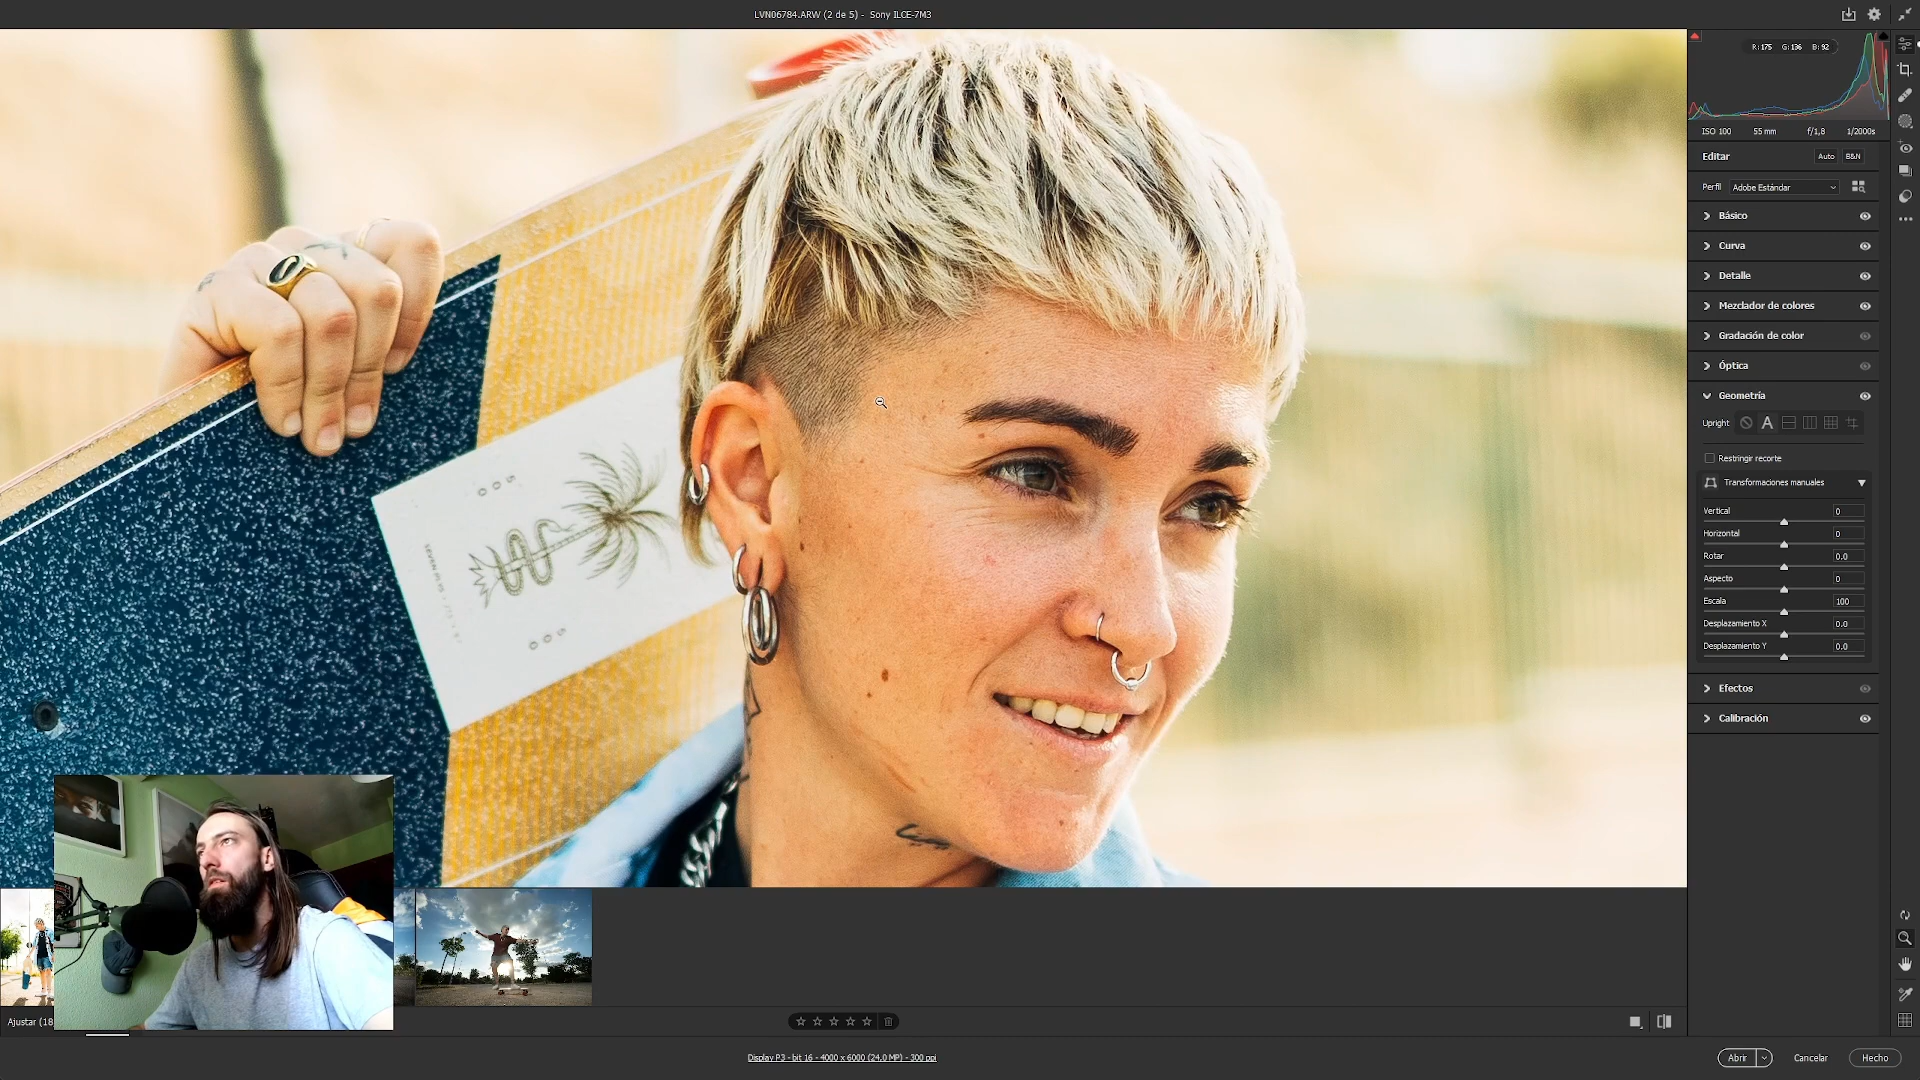 LVN06784.ARW (2 de 5) - Sony ILCE-7M3
R: 175 G: 136 B: 92
ISO 100 55 mm f/1,8 1/2000s
Editar Auto B&N
Perfil Adobe Estándar
Básico
Curva
Detalle
Mezclador de colores
Gradación de color
Óptica
Geometría
Upright A
Restringir recorte
Transformaciones manuales
Vertical 0
Horizontal 0
Rotar 0.0
Aspecto 0
Escala 100
Desplazamiento X 0.0
Desplazamiento Y 0.0
Efectos
Calibración
Ajustar (18
Display P3 - bit 16 - 4000 x 6000 (24.0 MP) - 300 ppi
Abrir Cancelar Hecho